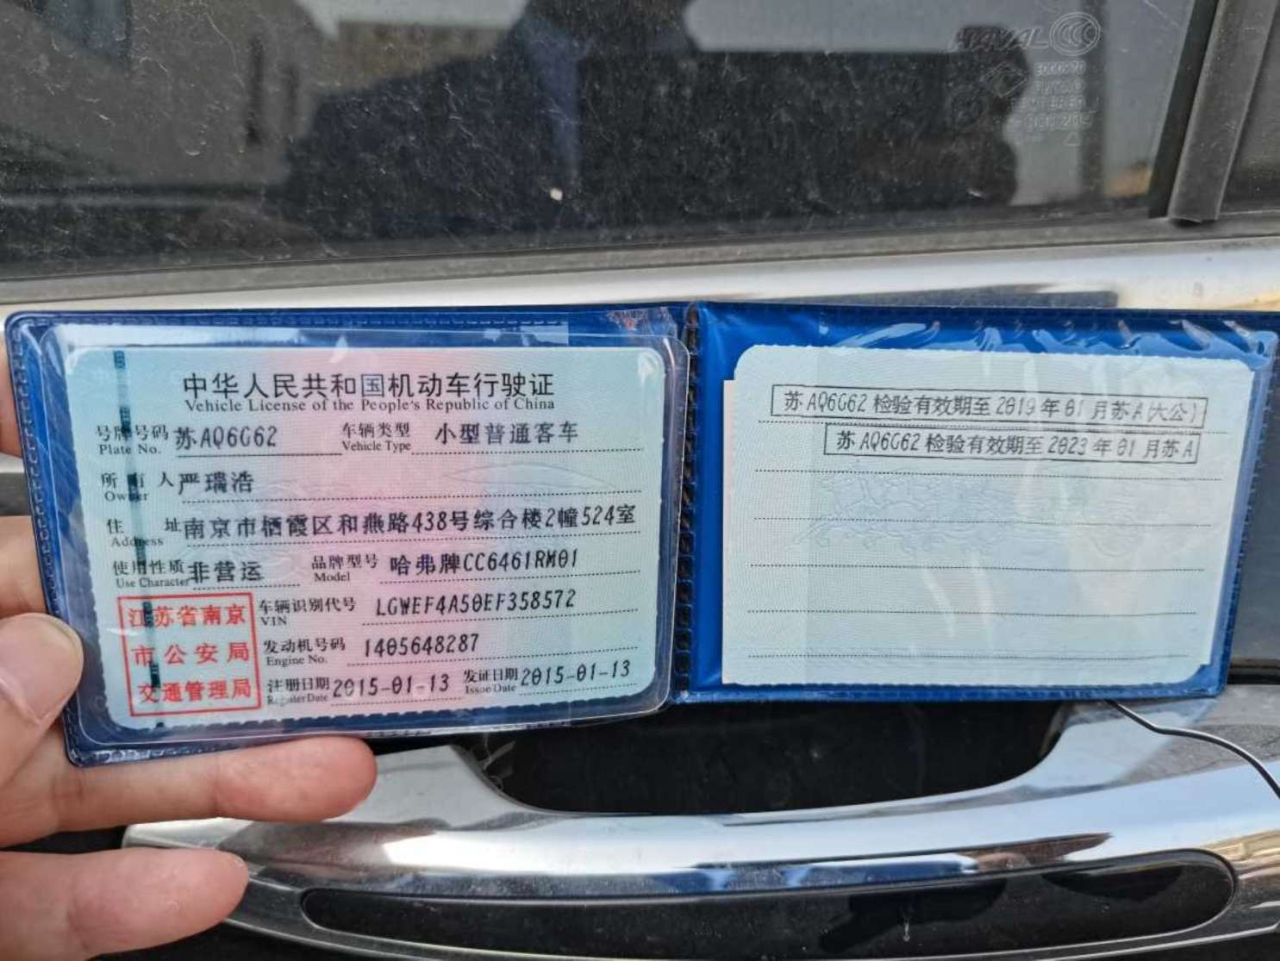 HAVAL
中华人民共和国机动车行驶证
Vehicle License of the People's Republic of China
号牌号码 苏AQ6G62 车辆类型 小型普通客车
Plate No. Vehicle Type
所有人 严瑞浩
Owner
住址 南京市栖霞区和燕路438号综合楼2幢524室
Address
使用性质 非营运 品牌型号 哈弗牌CC6461RM01
Use Character Model
江苏省南京
市公安局
交通管理局
车辆识别代号 LGWEF4A50EF358572
VIN
发动机号码 1405648287
Engine No.
注册日期 2015-01-13 发证日期 2015-01-13
Register Date Issue Date
苏AQ6G62检验有效期至2019年01月苏A(大公)
苏AQ6G62检验有效期至2023年01月苏A